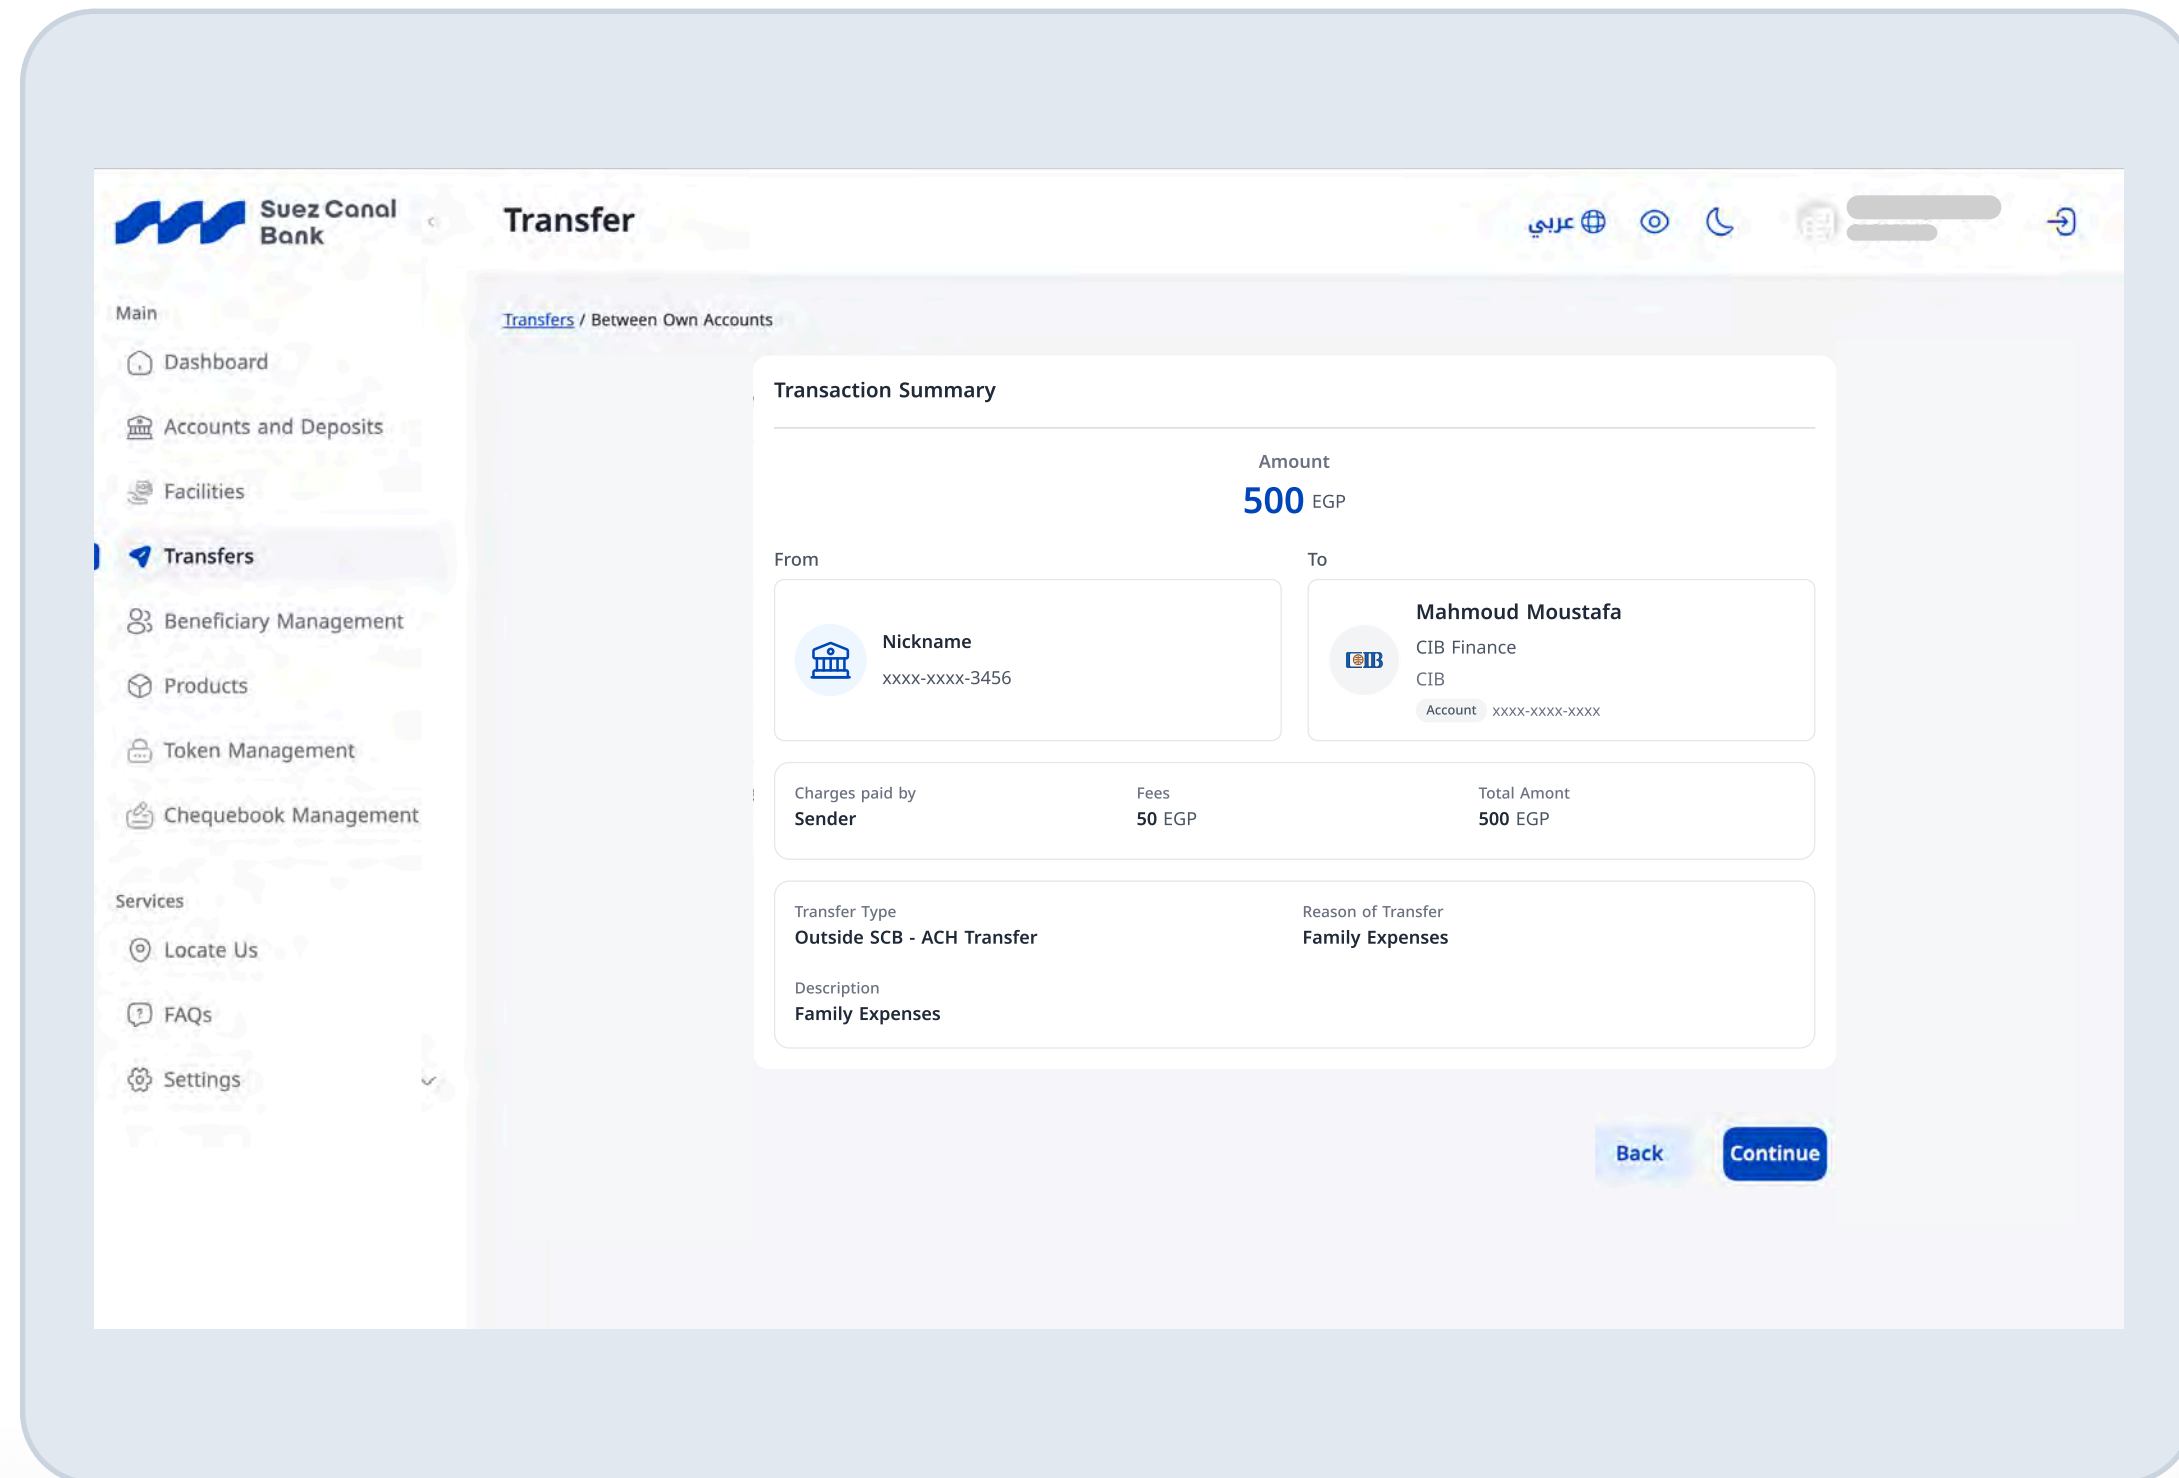 Suez Canal
Bank
Transfer
عربي
Main
Dashboard
Accounts and Deposits
Facilities
Transfers
Beneficiary Management
Products
Token Management
Chequebook Management
Services
Locate Us
FAQs
Settings
Transfers / Between Own Accounts
Transaction Summary
Amount
500 EGP
From
Nickname
xxxx-xxxx-3456
To
CIB
Mahmoud Moustafa
CIB Finance
CIB
Account xxxx-xxxx-xxxx
Charges paid by
Sender
Fees
50 EGP
Total Amont
500 EGP
Transfer Type
Outside SCB - ACH Transfer
Reason of Transfer
Family Expenses
Description
Family Expenses
Back
Continue